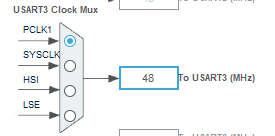 USART3 Clock Mux
PCLK1
SYSCLK
HSI
LSE
48
To USART3 (MHz)